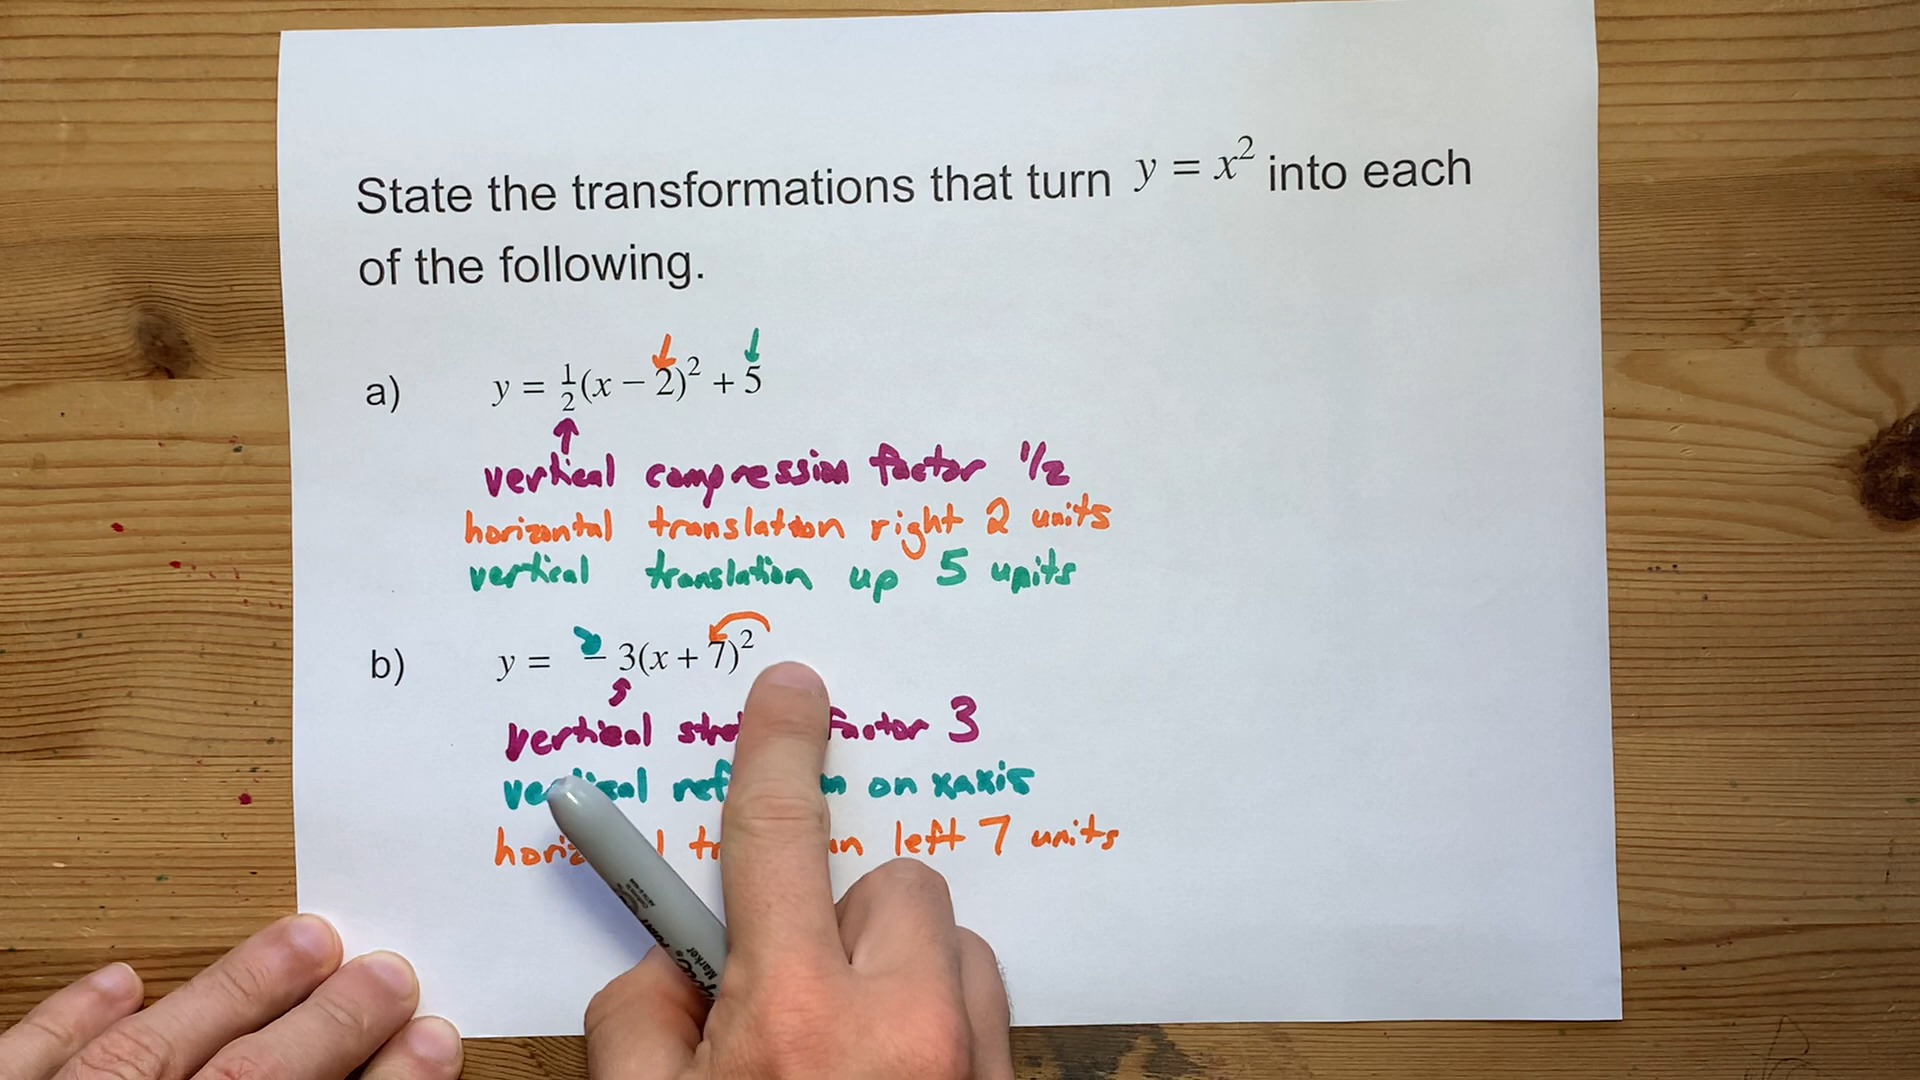 State the transformations that turn y = x² into each
of the following.
a) y = ½(x − 2)² + 5
vertical compression factor 1/2
horizontal translation right 2 units
vertical translation up 5 units
b) y = − 3(x + 7)²
vertical factor 3
on xaxis
left 7 units
Marker